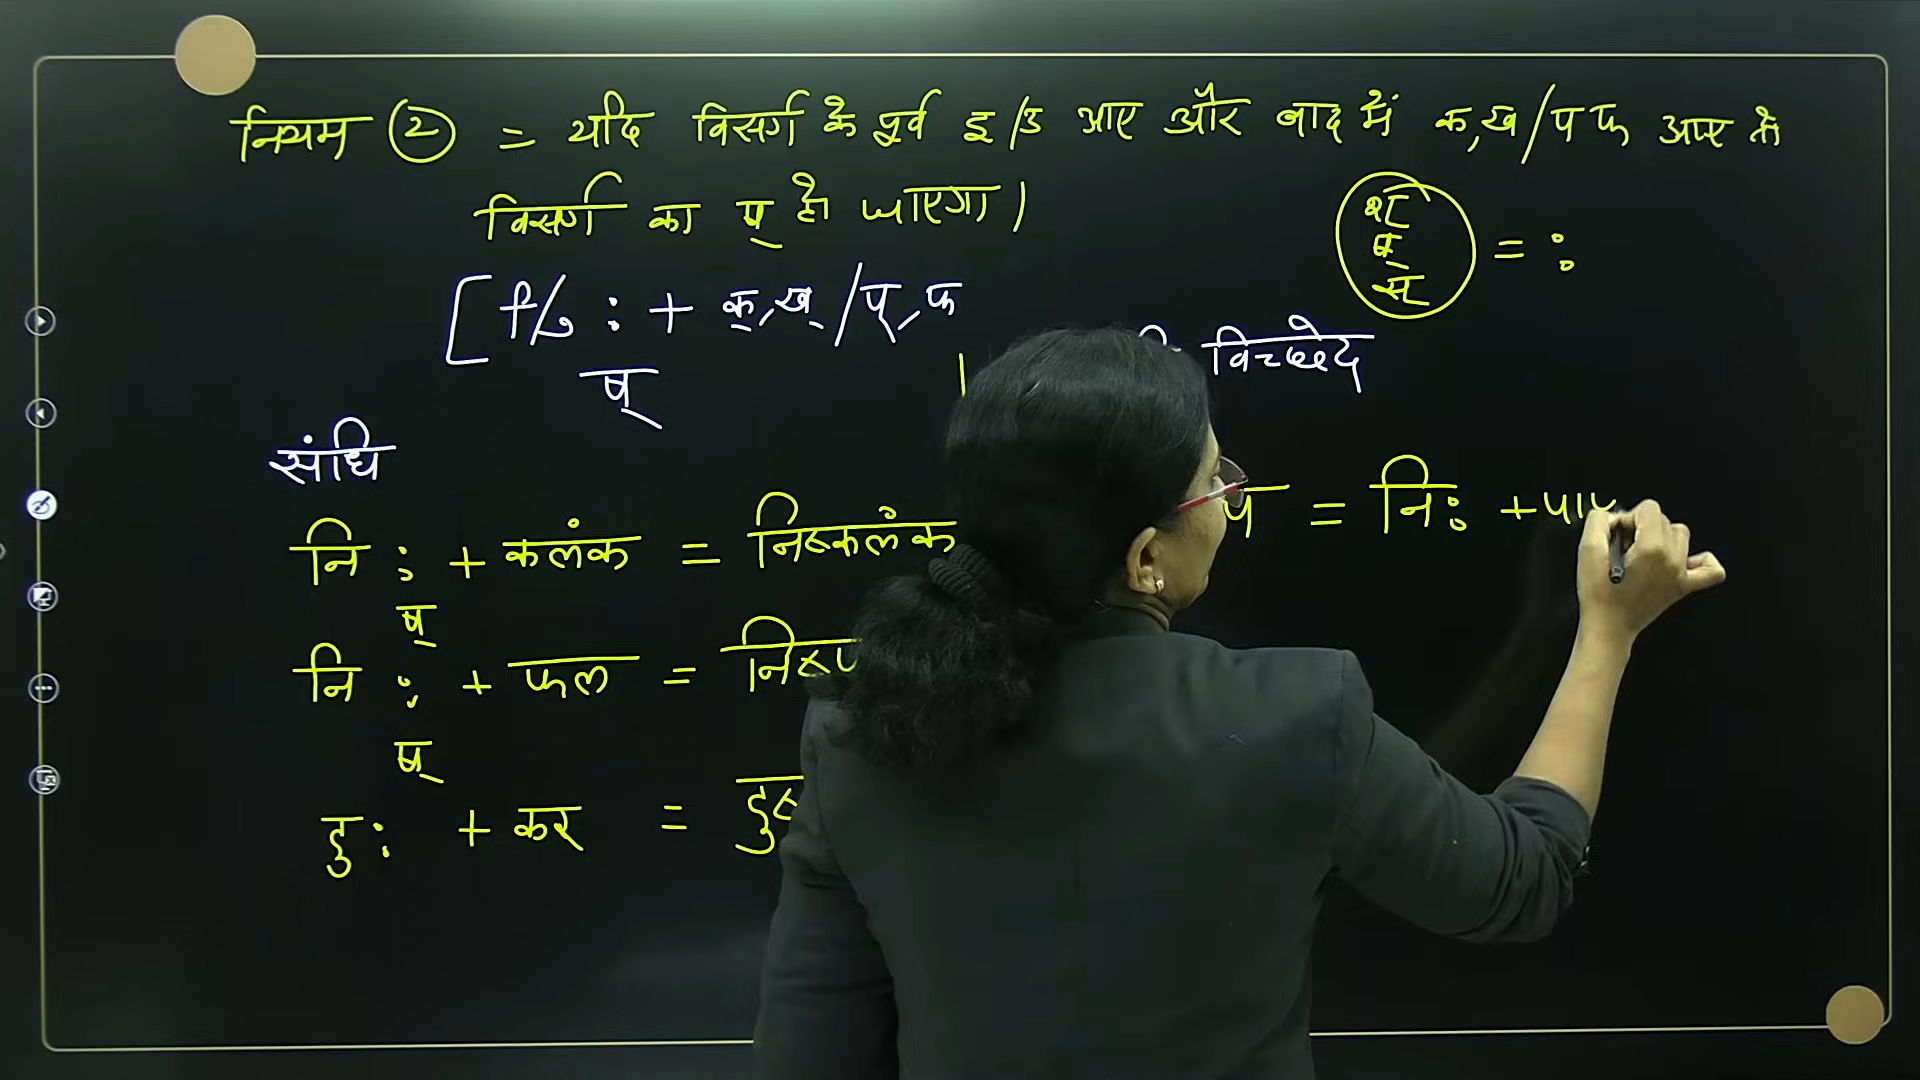 नियम ② = यदि विसर्ग के पूर्व इ/उ आए और बाद में क,ख/प फ आए तो
विसर्ग का ष् हो जाएगा।
श्
ष्
स्
= :
[ ि/ु : + क्,ख्/प्,फ
ष्
विच्छेद
संधि
नि : + कलंक = निष्कलंक
ष्
प = निः + पाप
नि : + फल =
ष्
दु : + कर =